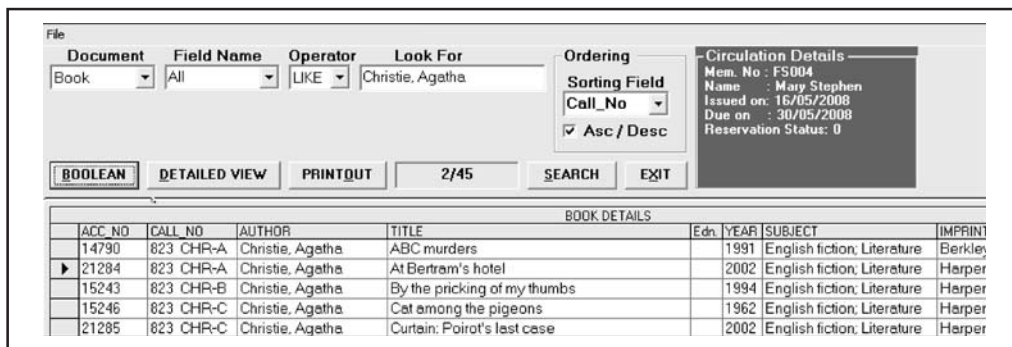 File
Document Field Name Operator Look For
Book All LIKE Christie, Agatha
Ordering
Sorting Field
Call_No
Asc / Desc
Circulation Details
Mem. No : FS004
Name : Mary Stephen
Issued on: 16/05/2008
Due on : 30/05/2008
Reservation Status: 0
BOOLEAN DETAILED VIEW PRINTOUT 2/45 SEARCH EXIT
BOOK DETAILS
ACC_NO CALL_NO AUTHOR TITLE Edn. YEAR SUBJECT IMPRINT
14790 823 CHR-A Christie, Agatha ABC murders 1991 English fiction; Literature Berkley
21284 823 CHR-A Christie, Agatha At Bertram's hotel 2002 English fiction; Literature Harper
15243 823 CHR-B Christie, Agatha By the pricking of my thumbs 1994 English fiction; Literature Harper
15246 823 CHR-C Christie, Agatha Cat among the pigeons 1962 English fiction; Literature Harper
21285 823 CHR-C Christie, Agatha Curtain: Poirot's last case 2002 English fiction; Literature Harper